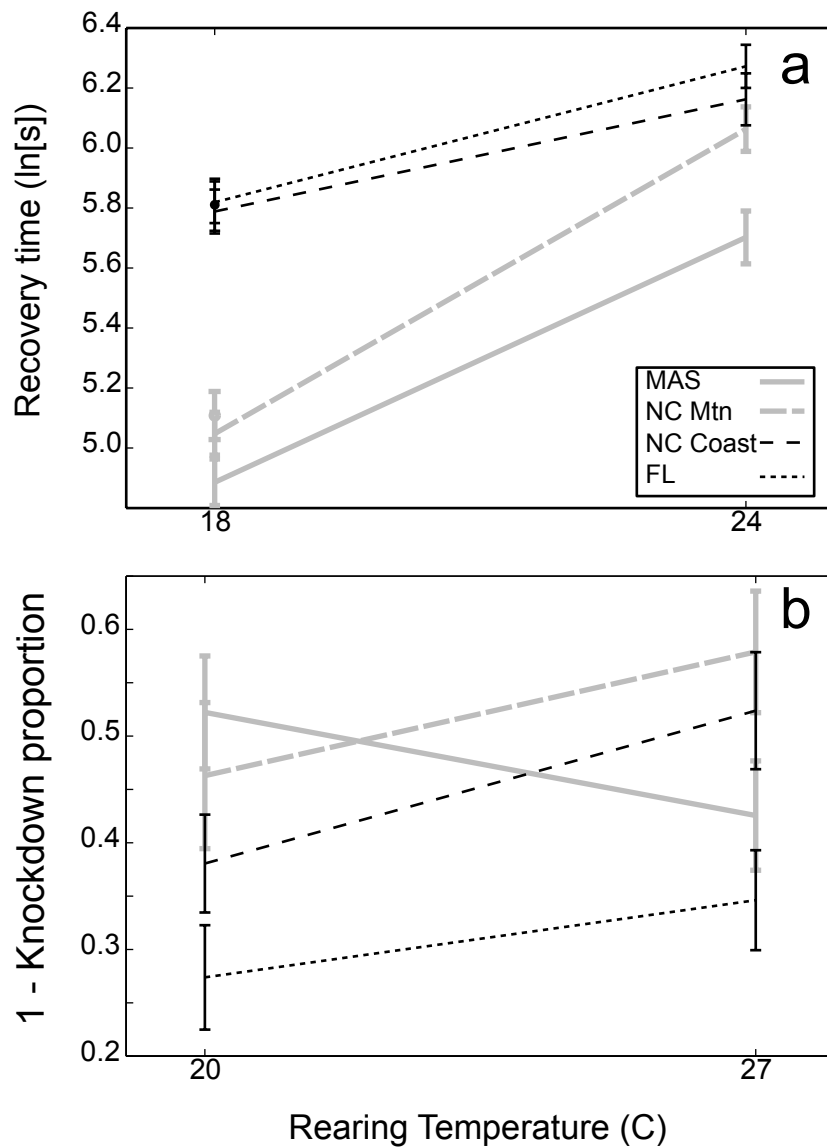 6.4
6.2
6.0
5.8
5.6
5.4
5.2
5.0
Recovery time (ln[s])
a
MAS
NC Mtn
NC Coast
FL
18
24
0.6
0.5
0.4
0.3
0.2
1 - Knockdown proportion
b
20
27
Rearing Temperature (C)